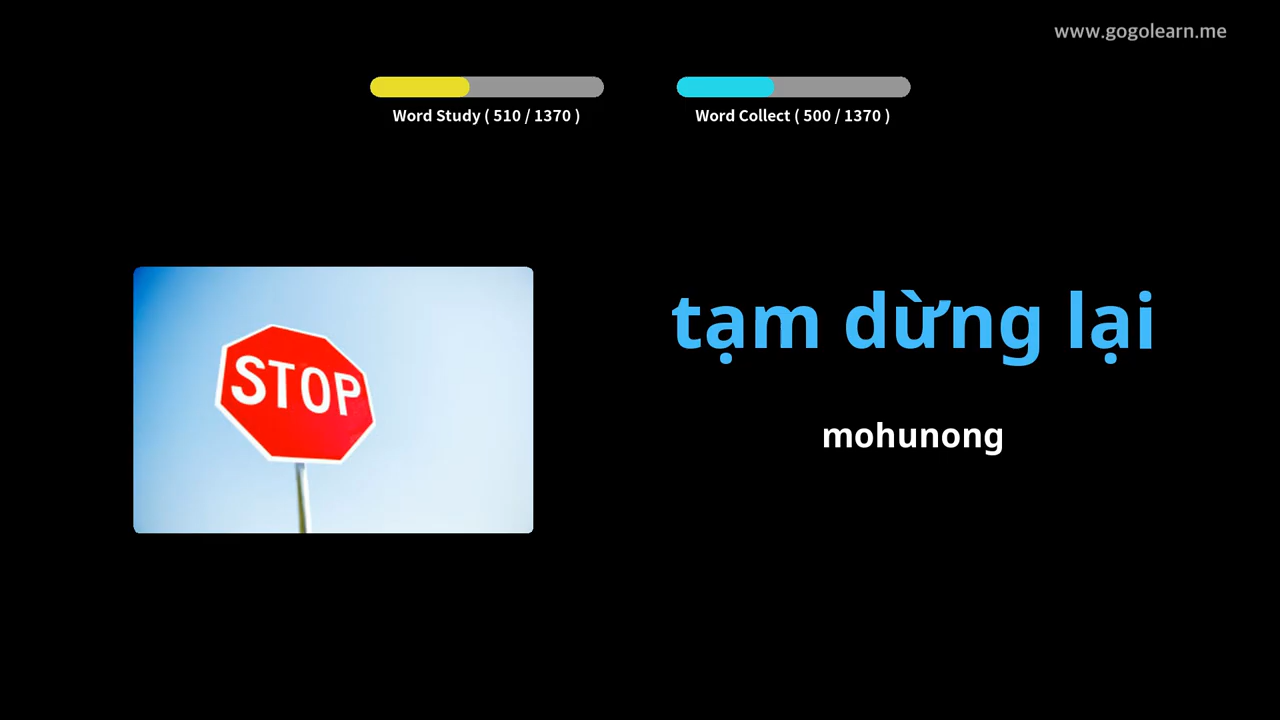 www.gogolearn.me
Word Study ( 510 / 1370 )
Word Collect ( 500 / 1370 )
STOP
tạm dừng lại
mohunong